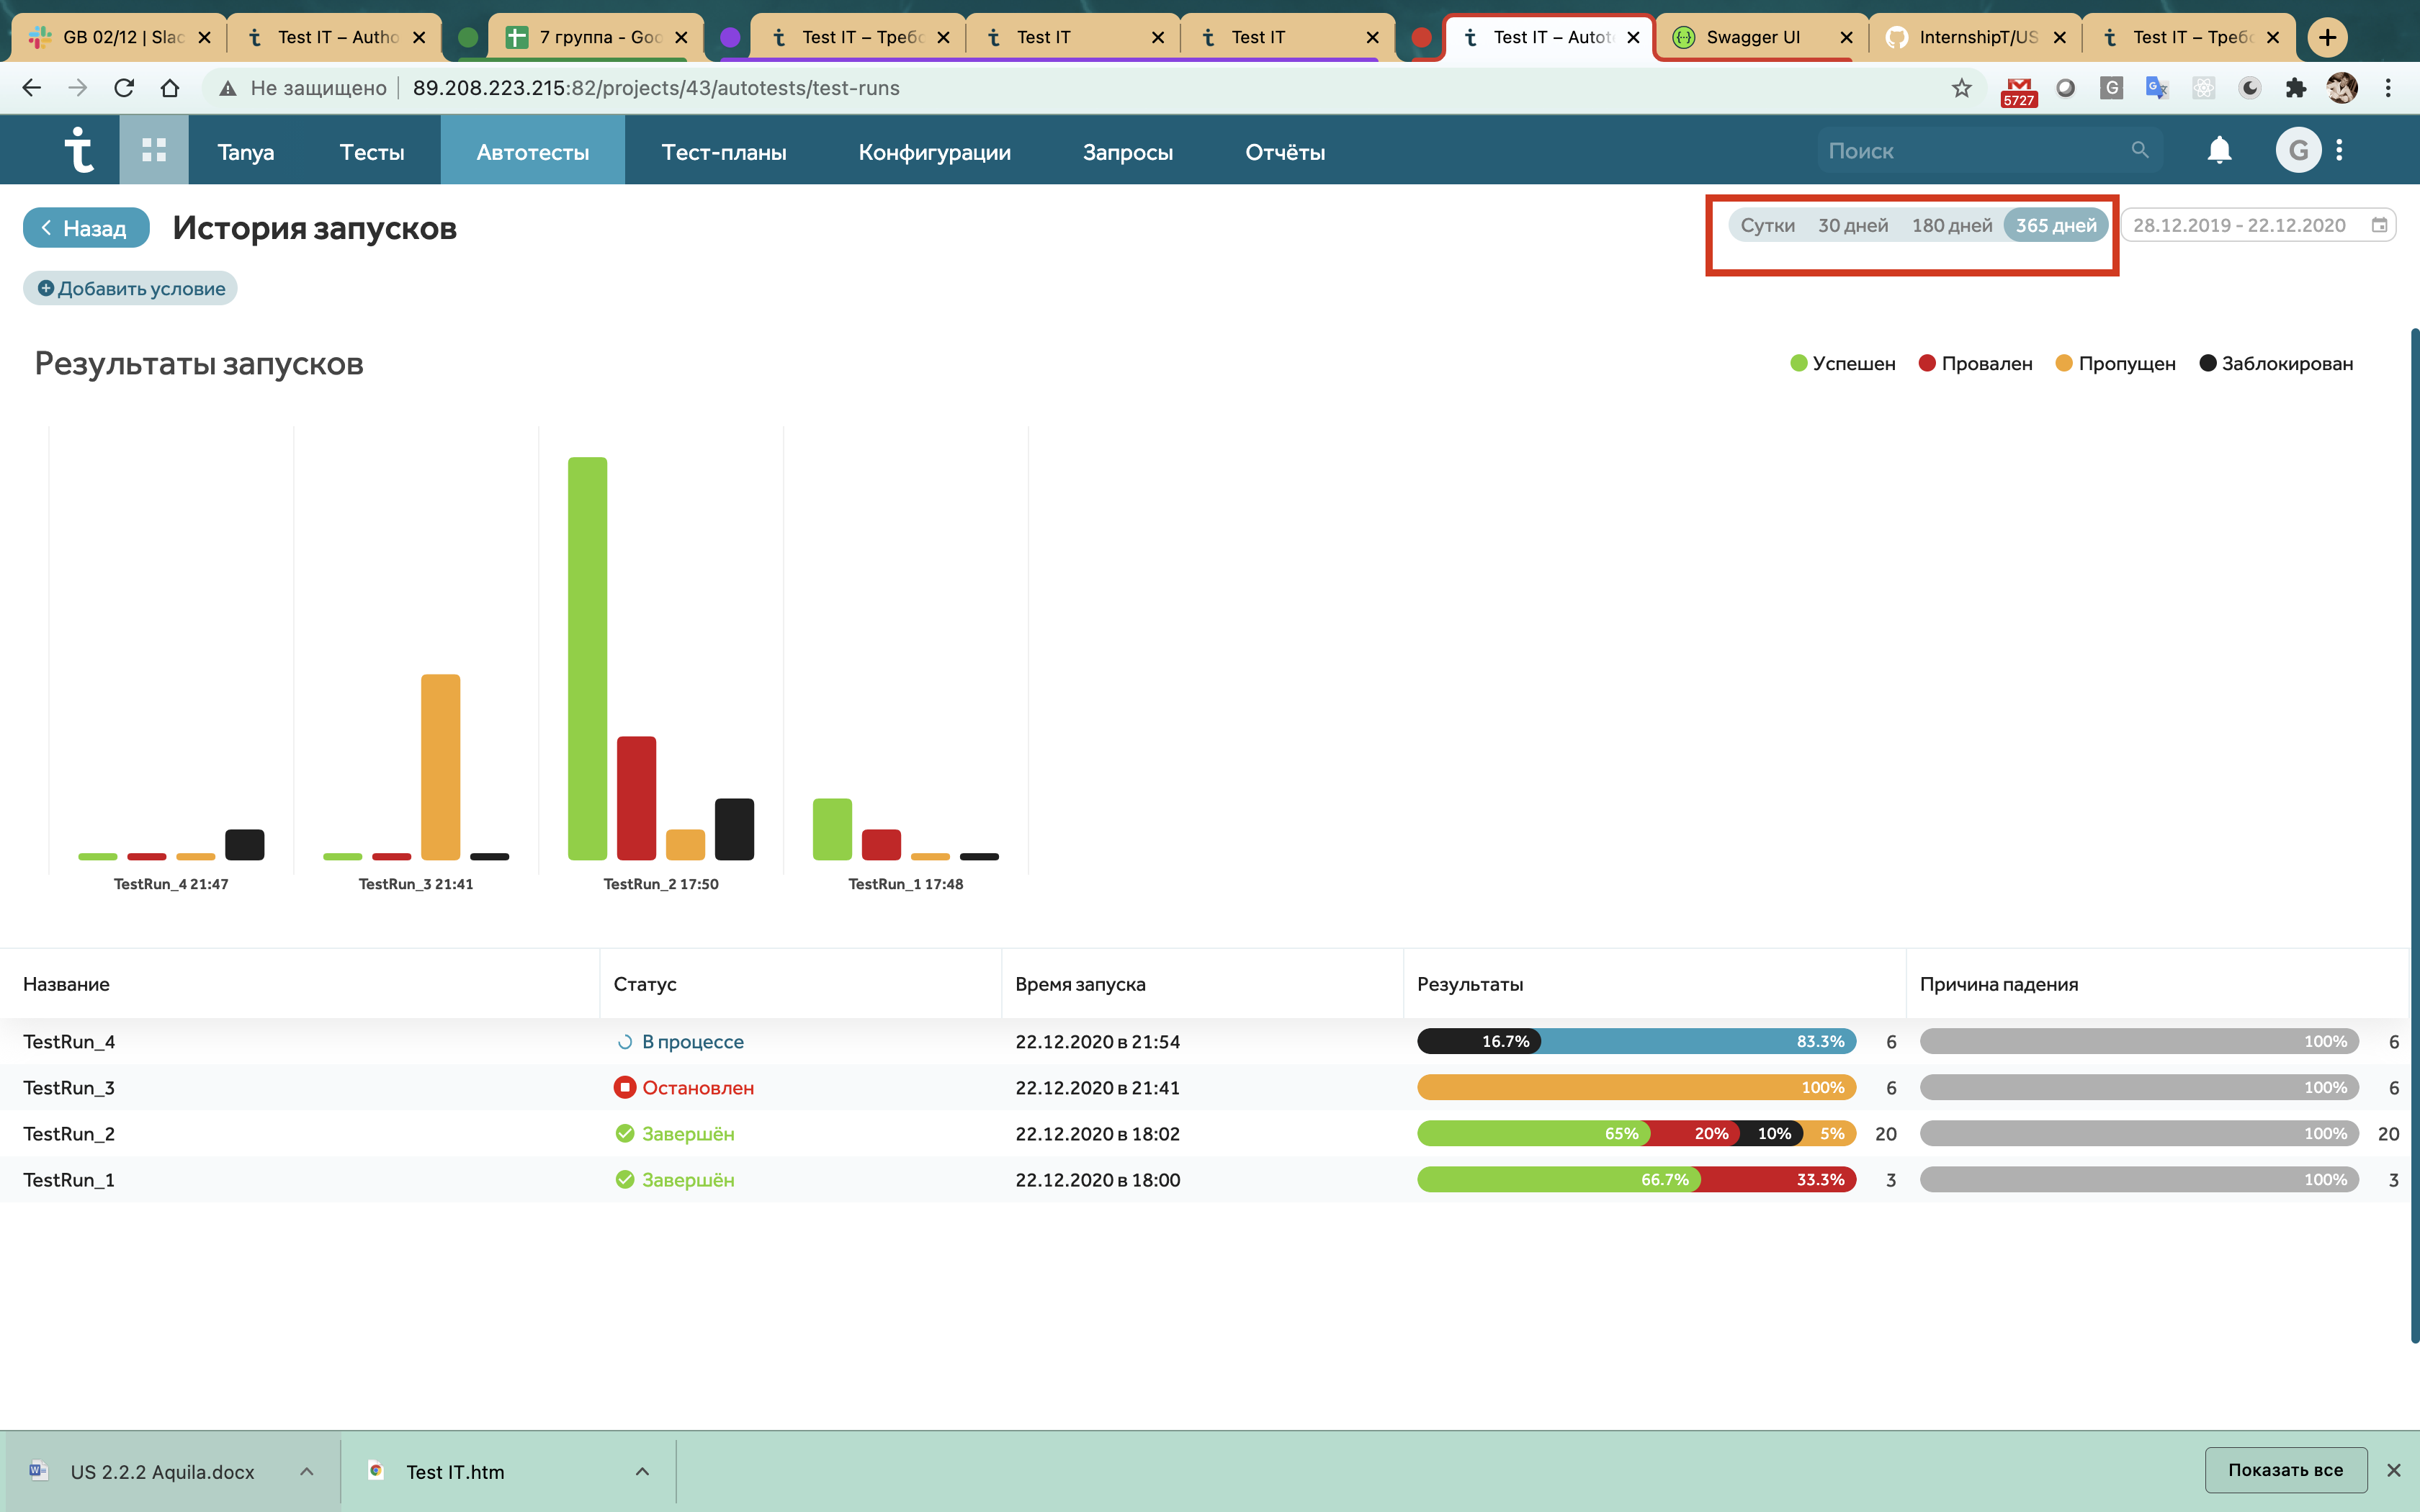 GB 02/12 | Slac
Test IT – Autho
7 группа - Goo
Test IT – Треб
Test IT
Test IT
Test IT – Autot
Swagger UI
InternshipT/US
Test IT – Треб
Не защищено
89.208.223.215:82/projects/43/autotests/test-runs
5727
G
G
Tanya
Тесты
Автотесты
Тест-планы
Конфигурации
Запросы
Отчёты
Поиск
G
Назад
История запусков
Сутки
30 дней
180 дней
365 дней
28.12.2019 - 22.12.2020
Добавить условие
Результаты запусков
Успешен
Провален
Пропущен
Заблокирован
TestRun_4 21:47
TestRun_3 21:41
TestRun_2 17:50
TestRun_1 17:48
Название
Статус
Время запуска
Результаты
Причина падения
TestRun_4
В процессе
22.12.2020 в 21:54
16.7%
83.3%
6
100%
6
TestRun_3
Остановлен
22.12.2020 в 21:41
100%
6
100%
6
TestRun_2
Завершён
22.12.2020 в 18:02
65%
20%
10%
5%
20
100%
20
TestRun_1
Завершён
22.12.2020 в 18:00
66.7%
33.3%
3
100%
3
US 2.2.2 Aquila.docx
Test IT.htm
Показать все